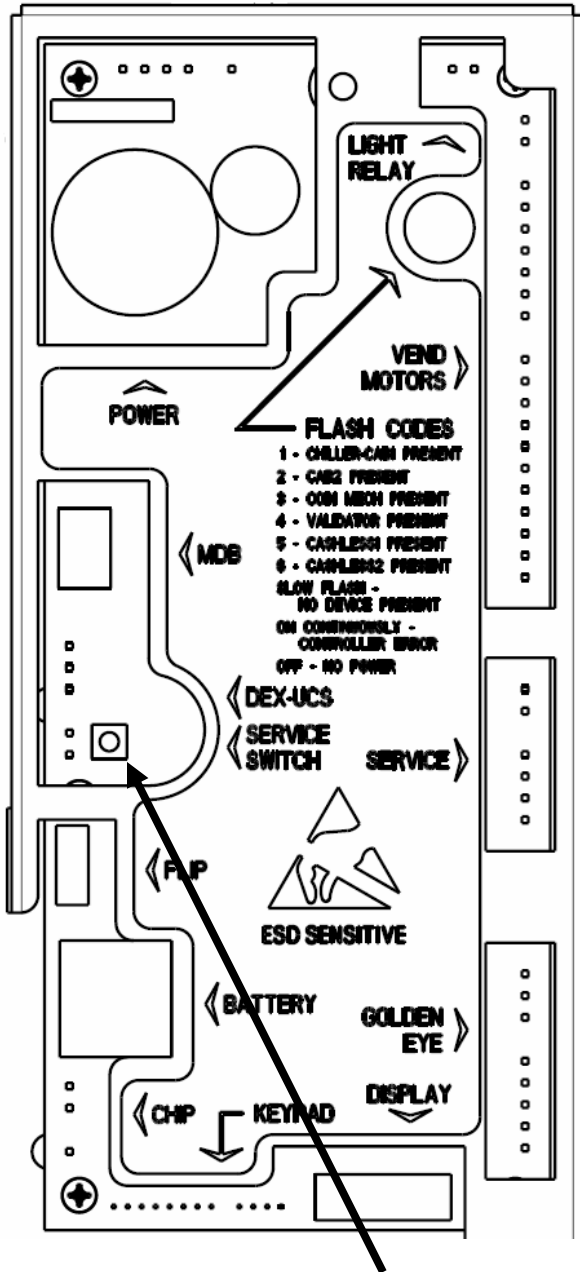 LIGHT
RELAY
VEND
MOTORS
POWER
FLASH CODES
1 - CHILLER-CAB1 PRESENT
2 - CAB2 PRESENT
3 - COIN MECH PRESENT
4 - VALIDATOR PRESENT
5 - CASHLESS1 PRESENT
6 - CASHLESS2 PRESENT
SLOW FLASH -
NO DEVICE PRESENT
ON CONTINUOUSLY -
CONTROLLER ERROR
OFF - NO POWER
MDB
DEX-UCS
SERVICE
SWITCH
SERVICE
FLIP
ESD SENSITIVE
BATTERY
GOLDEN
EYE
DISPLAY
CHIP
KEYPAD